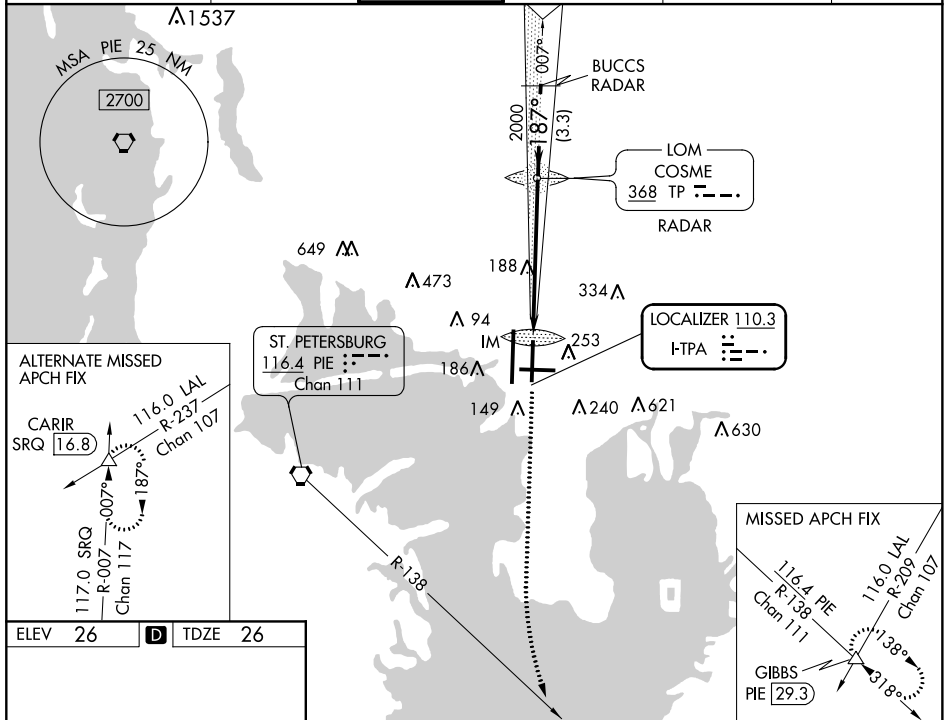 1537
MSA PIE 25 NM
2700
007°
BUCCS
RADAR
2000
187°
(3.3)
LOM
COSME
368 TP
RADAR
649
473
188
334
94
IM
253
LOCALIZER 110.3
I-TPA
ST. PETERSBURG
116.4 PIE
Chan 111
186
149
240
621
630
R-138
ALTERNATE MISSED
APCH FIX
CARIR
SRQ 16.8
116.0 LAL
R-237
Chan 107
007°
187°
117.0 SRQ
R-007
Chan 117
MISSED APCH FIX
116.4 PIE
R-138
Chan 111
116.0 LAL
R-209
Chan 107
138°
318°
GIBBS
PIE 29.3
ELEV 26 D TDZE 26